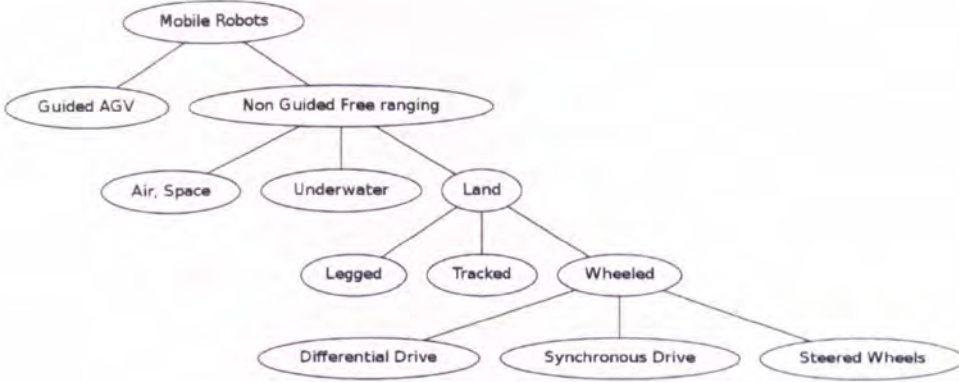 Mobile Robots
Guided AGV
Non Guided Free ranging
Air, Space
Underwater
Land
Legged
Tracked
Wheeled
Differential Drive
Synchronous Drive
Steered Wheels